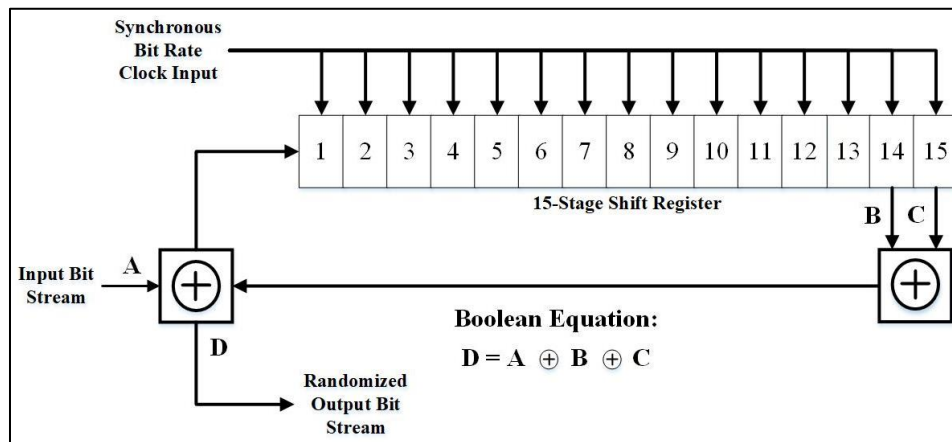 Synchronous
Bit Rate
Clock Input
1 2 3 4 5 6 7 8 9 10 11 12 13 14 15
15-Stage Shift Register
B C
A
Input Bit
Stream
D
Boolean Equation:
D = A ⊕ B ⊕ C
Randomized
Output Bit
Stream